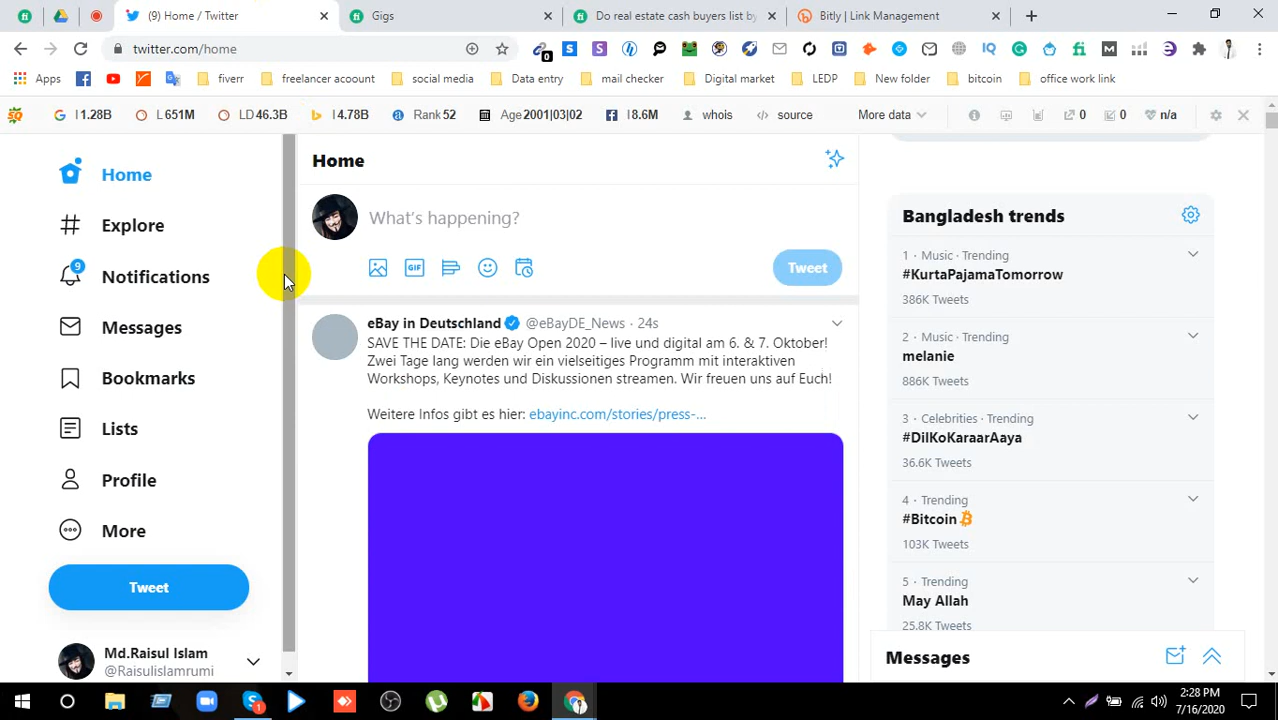 (9) Home / Twitter
Gigs
Do real estate cash buyers list by
Bitly | Link Management
twitter.com/home
0
IQ
Apps
fiverr
freelancer acoount
social media
Data entry
mail checker
Digital market
LEDP
New folder
bitcoin
office work link
I 1.28B
L 651M
LD 46.3B
I 4.78B
Rank 52
Age 2001|03|02
I 8.6M
whois
source
More data
0
0
n/a
Home
Explore
9
Notifications
Messages
Bookmarks
Lists
Profile
More
Tweet
Md.Raisul Islam
@Raisulislamrumi
Home
What's happening?
GIF
Tweet
eBay in Deutschland @eBayDE_News · 24s
SAVE THE DATE: Die eBay Open 2020 – live und digital am 6. & 7. Oktober!
Zwei Tage lang werden wir ein vielseitiges Programm mit interaktiven
Workshops, Keynotes und Diskussionen streamen. Wir freuen uns auf Euch!
Weitere Infos gibt es hier: ebayinc.com/stories/press-...
Bangladesh trends
1 · Music · Trending
#KurtaPajamaTomorrow
386K Tweets
2 · Music · Trending
melanie
886K Tweets
3 · Celebrities · Trending
#DilKoKaraarAaya
36.6K Tweets
4 · Trending
#Bitcoin
103K Tweets
5 · Trending
May Allah
25.8K Tweets
Messages
1
2:28 PM
7/16/2020